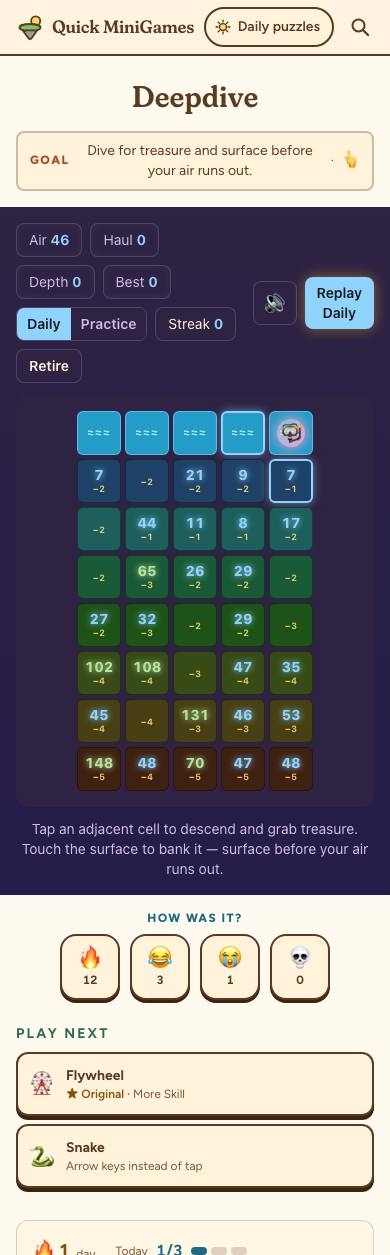 Quick MiniGames
Daily puzzles
Deepdive
GOAL
Dive for treasure and surface before
your air runs out.
Air 46
Haul 0
Depth 0
Best 0
Daily
Practice
Streak 0
Retire
Replay
Daily
≈≈≈ ≈≈≈ ≈≈≈ ≈≈≈
7 21 9 7
−2 −2 −2 −2 −1
44 11 8 17
−2 −1 −1 −1 −2
65 26 29
−2 −3 −2 −2 −2
27 32 29
−2 −3 −2 −2 −3
102 108 47 35
−4 −4 −3 −4 −4
45 131 46 53
−4 −4 −3 −3 −3
148 48 70 47 48
−5 −4 −5 −5 −5
Tap an adjacent cell to descend and grab treasure.
Touch the surface to bank it — surface before your air
runs out.
HOW WAS IT?
12
3
1
0
PLAY NEXT
Flywheel
★ Original · More Skill
Snake
Arrow keys instead of tap
1 day
Today 1/3